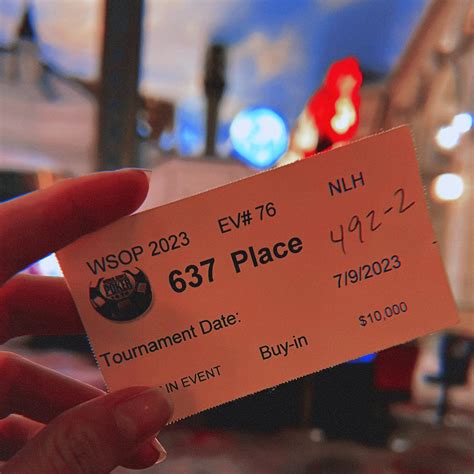 WSOP 2023 EV# 76 NLH
637 Place 492-2
Tournament Date: 7/9/2023
IN EVENT Buy-in $10,000
POKER